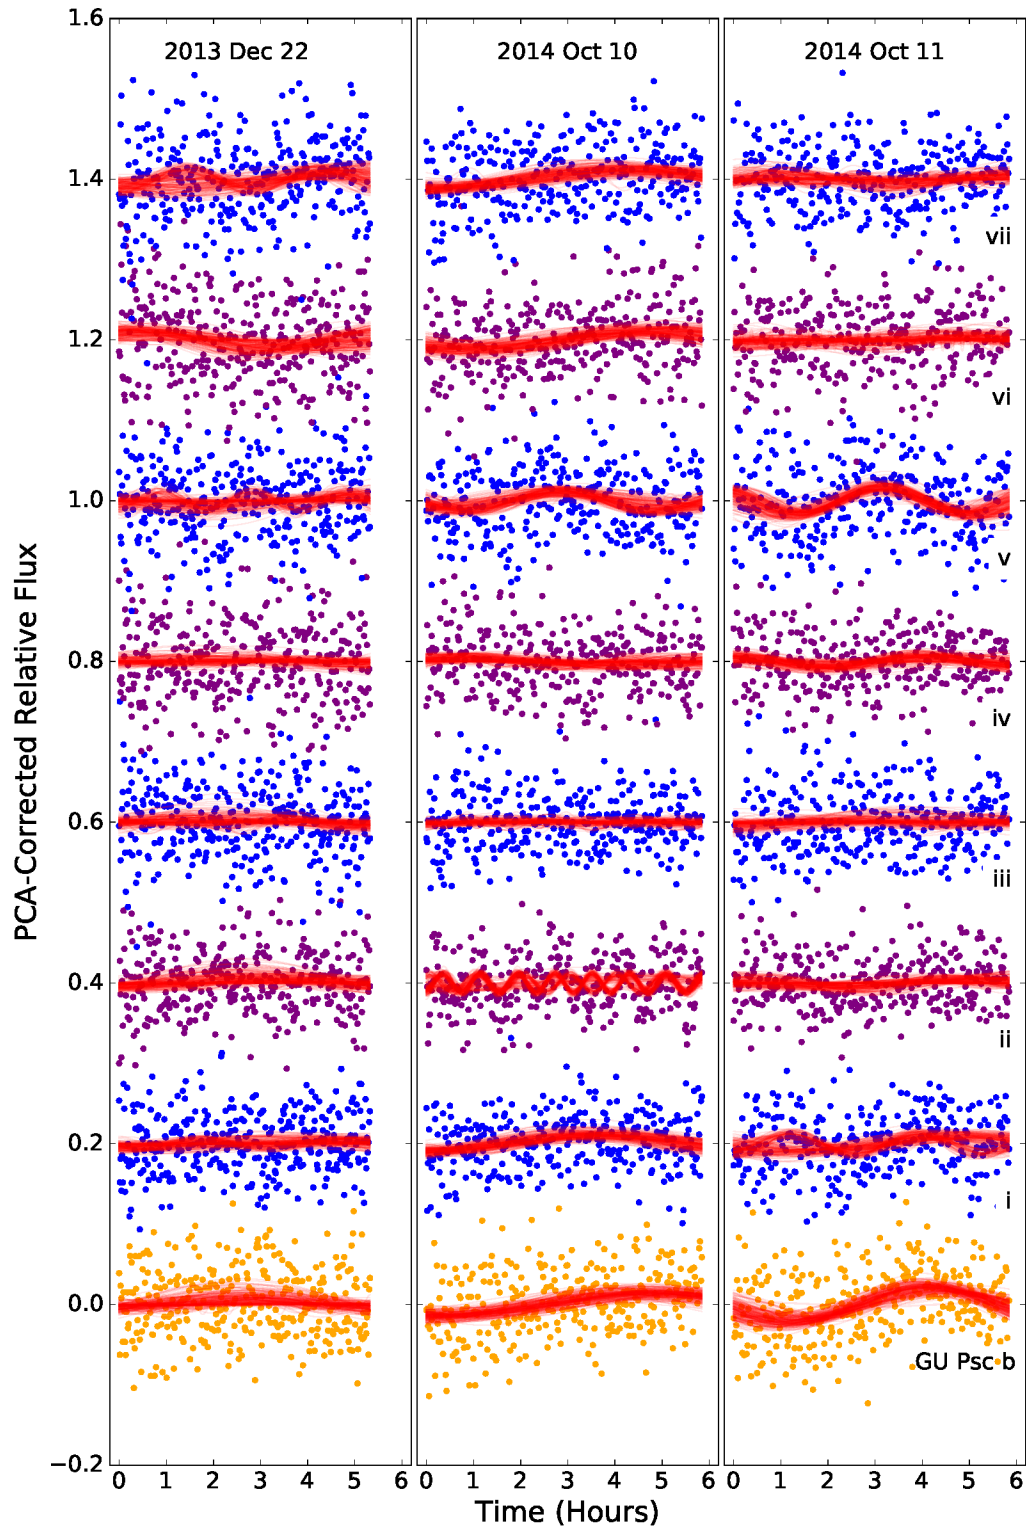 2013 Dec 22
2014 Oct 10
2014 Oct 11
PCA-Corrected Relative Flux
1.6
1.4
1.2
1.0
0.8
0.6
0.4
0.2
0.0
−0.2
vii
vi
v
iv
iii
ii
i
GU Psc b
0 1 2 3 4 5 6
0 1 2 3 4 5 6
0 1 2 3 4 5 6
Time (Hours)